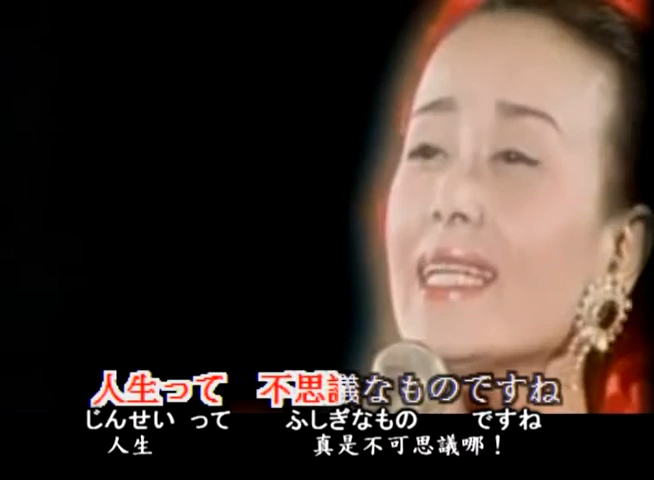 人生って 不思議なものですね
じんせい って ふしぎなもの ですね
人生 真是不可思議哪！